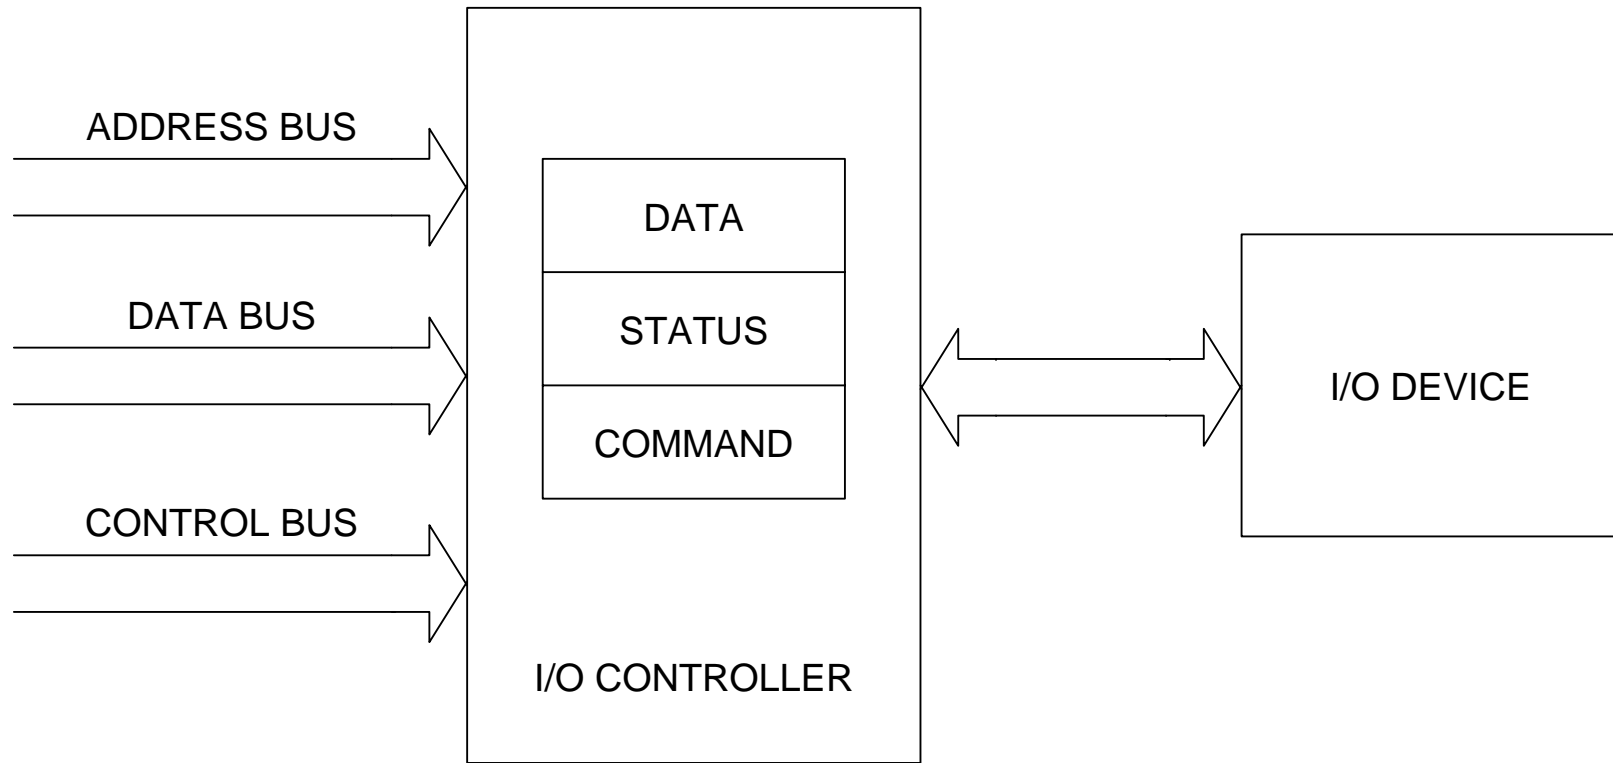 ADDRESS BUS
DATA
DATA BUS
STATUS
I/O DEVICE
COMMAND
CONTROL BUS
I/O CONTROLLER